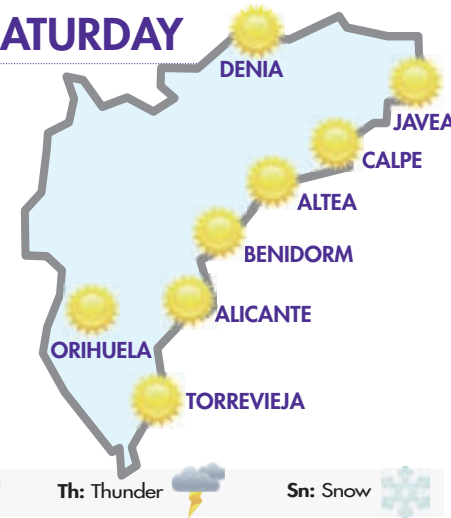 ATURDAY
DENIA
JAVEA
CALPE
ALTEA
BENIDORM
ALICANTE
ORIHUELA
TORREVIEJA
Th: Thunder
Sn: Snow